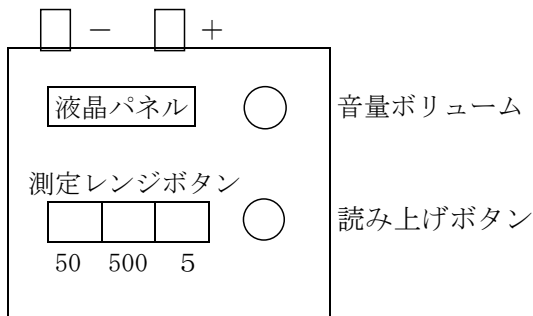 － ＋
液晶パネル
音量ボリューム
測定レンジボタン
読み上げボタン
50 500 ５